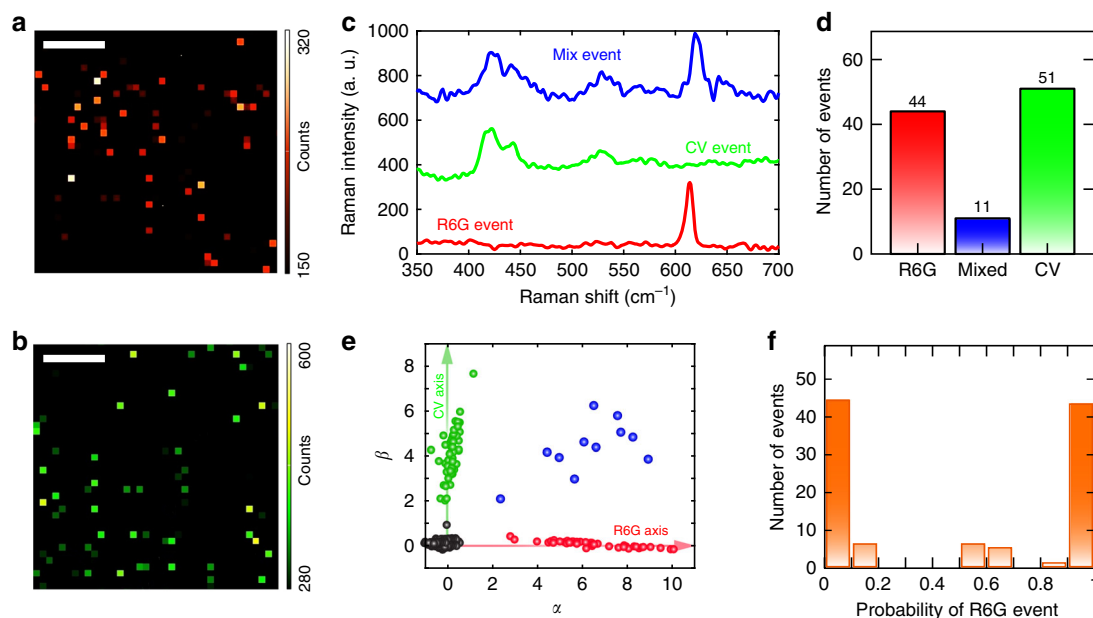 a
320
Counts
150
b
600
Counts
280
c
1000
800
600
400
200
0
Raman intensity (a. u.)
Mix event
CV event
R6G event
350 400 450 500 550 600 650 700
Raman shift (cm⁻¹)
d
60
40
20
0
Number of events
44
11
51
R6G Mixed CV
e
8
6
4
2
0
β
CV axis
R6G axis
0 2 4 6 8 10
α
f
50
40
30
20
10
0
Number of events
0 0.2 0.4 0.6 0.8 1
Probability of R6G event